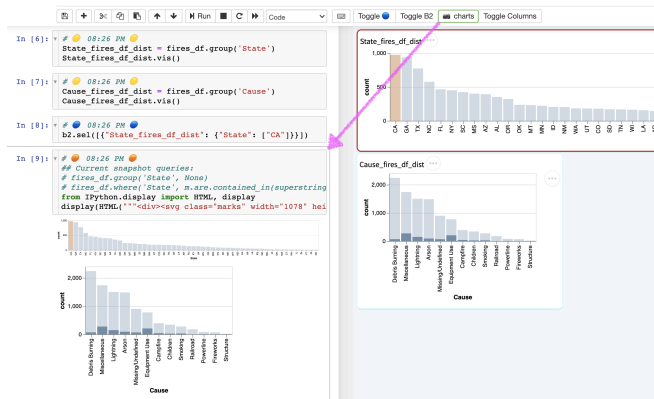 Run
Code
Toggle
Toggle B2
charts
Toggle Columns
In [6]:
# 08:26 PM
State_fires_df_dist = fires_df.group('State')
State_fires_df_dist.vis()
In [7]:
# 08:26 PM
Cause_fires_df_dist = fires_df.group('Cause')
Cause_fires_df_dist.vis()
In [8]:
# 08:26 PM
b2.sel([{"State_fires_df_dist": {"State": ["CA"]}}])
In [9]:
# 08:26 PM
## Current snapshot queries:
# fires_df.group('State', None)
# fires_df.where('State', m.are.contained_in(superstring
from IPython.display import HTML, display
display(HTML("""<div><svg class="marks" width="1078" hei
count
2,000
1,000
0
count
Debris Burning
Miscellaneous
Lightning
Arson
Missing/Undefined
Equipment Use
Campfire
Children
Smoking
Railroad
Powerline
Fireworks
Structure
Cause
State_fires_df_dist
1,000
500
0
count
CA
GA
TX
NC
FL
NY
SC
MS
AZ
AL
OR
OK
MT
MN
ID
NM
WA
UT
CO
SD
TN
WI
LA
Cause_fires_df_dist
2,000
1,000
0
count
Debris Burning
Miscellaneous
Lightning
Arson
Missing/Undefined
Equipment Use
Campfire
Children
Smoking
Railroad
Powerline
Fireworks
Structure
Cause